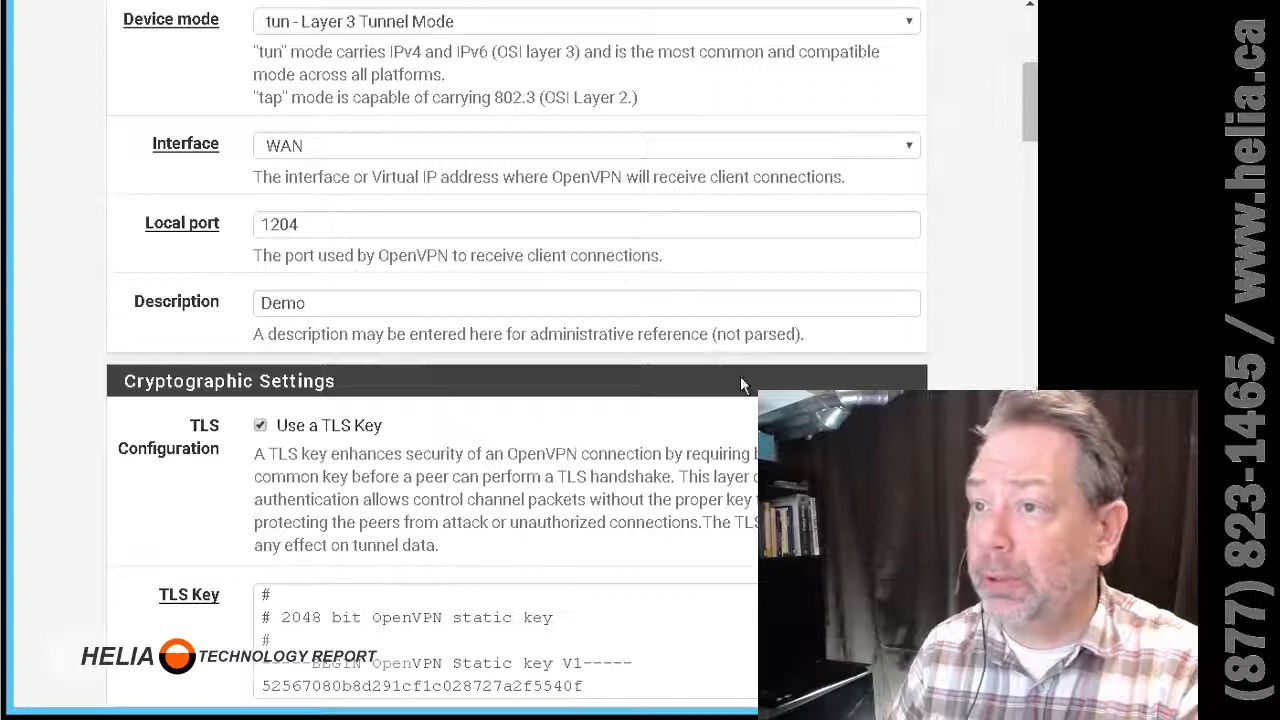 Device mode
tun - Layer 3 Tunnel Mode
"tun" mode carries IPv4 and IPv6 (OSI layer 3) and is the most common and compatible
mode across all platforms.
"tap" mode is capable of carrying 802.3 (OSI Layer 2.)
Interface
WAN
The interface or Virtual IP address where OpenVPN will receive client connections.
Local port
1204
The port used by OpenVPN to receive client connections.
Description
Demo
A description may be entered here for administrative reference (not parsed).
Cryptographic Settings
TLS
Configuration
Use a TLS Key
A TLS key enhances security of an OpenVPN connection by requiring
common key before a peer can perform a TLS handshake. This layer
authentication allows control channel packets without the proper key
protecting the peers from attack or unauthorized connections.The TLS
any effect on tunnel data.
TLS Key
#
# 2048 bit OpenVPN static key
#
-----BEGIN OpenVPN Static key V1-----
52567080b8d291cf1c028727a2f5540f
HELIA TECHNOLOGY REPORT
(877) 823-1465 / www.helia.ca